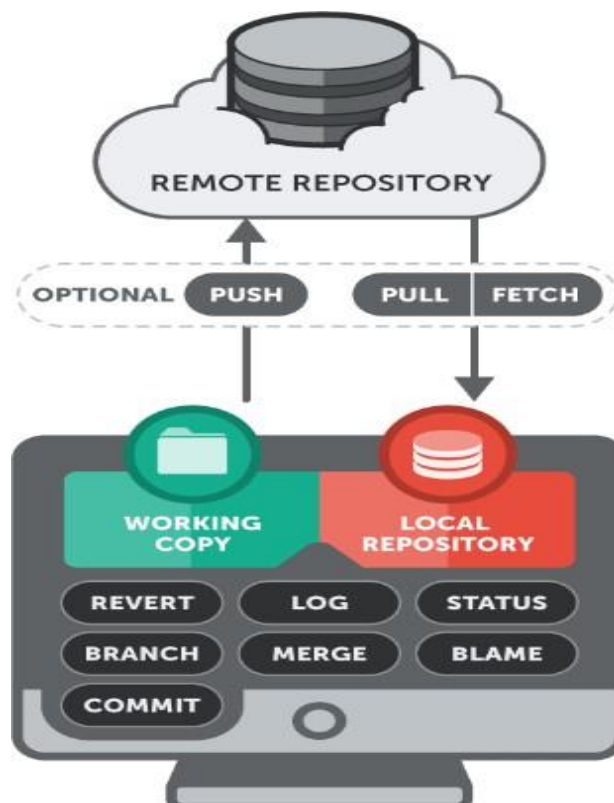 REMOTE REPOSITORY
OPTIONAL PUSH PULL FETCH
WORKING COPY
LOCAL REPOSITORY
REVERT LOG STATUS
BRANCH MERGE BLAME
COMMIT